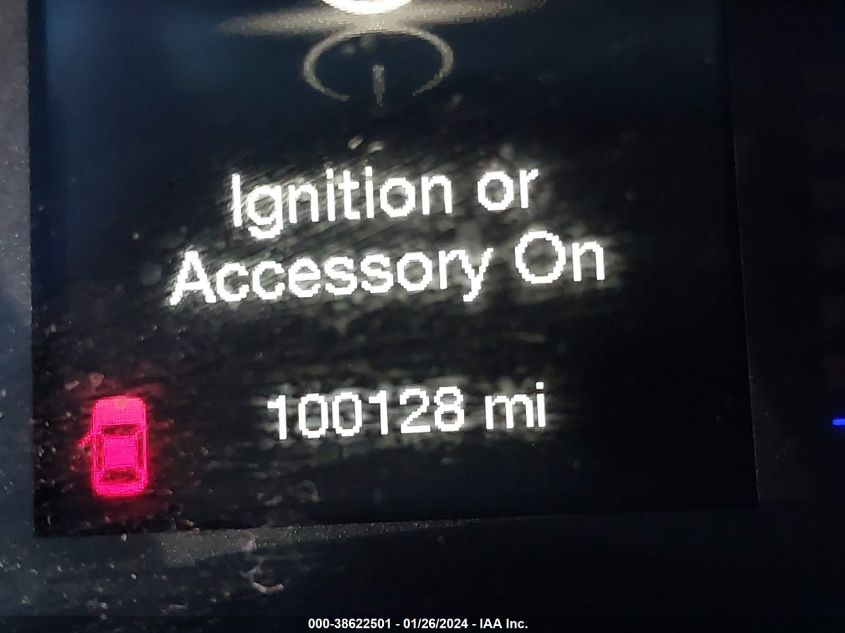 Ignition or
Accessory On
100128 mi
000-38622501 - 01/26/2024 - IAA Inc.